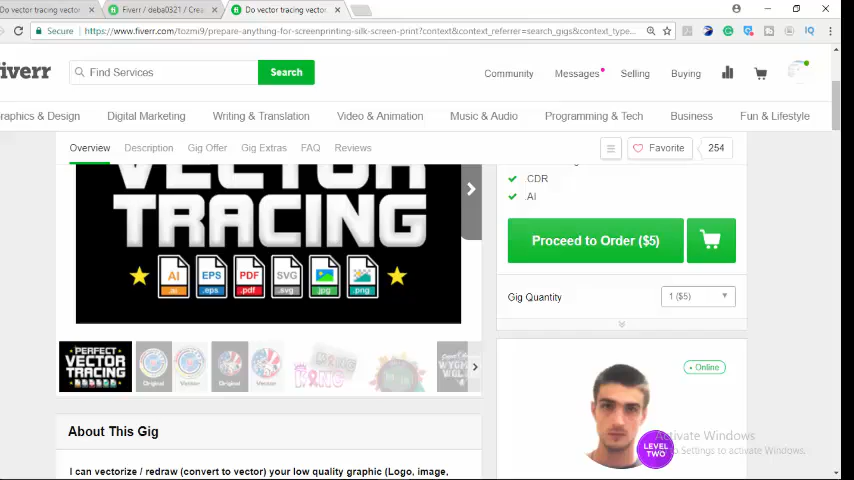 Do vector tracing vector
Fiverr / deba0321 / Crea
Do vector tracing vector
Secure
https://www.fiverr.com/tozmi9/prepare-anything-for-screenprinting-silk-screen-print?context&context_referrer=search_gigs&context_type...
IQ
iverr
Find Services
Search
Community
Messages
Selling
Buying
raphics & Design
Digital Marketing
Writing & Translation
Video & Animation
Music & Audio
Programming & Tech
Business
Fun & Lifestyle
Overview
Description
Gig Offer
Gig Extras
FAQ
Reviews
Favorite
254
VECTOR
TRACING
AI
EPS
PDF
SVG
.ai
.eps
.pdf
.svg
.jpg
.png
.CDR
.AI
Proceed to Order ($5)
Gig Quantity
1 ($5)
PERFECT
VECTOR
TRACING
Original
Vector
Original
Vector
KING
Online
LEVEL
TWO
Activate Windows
to Settings to activate Windows.
About This Gig
I can vectorize / redraw (convert to vector) your low quality graphic (Logo, image,